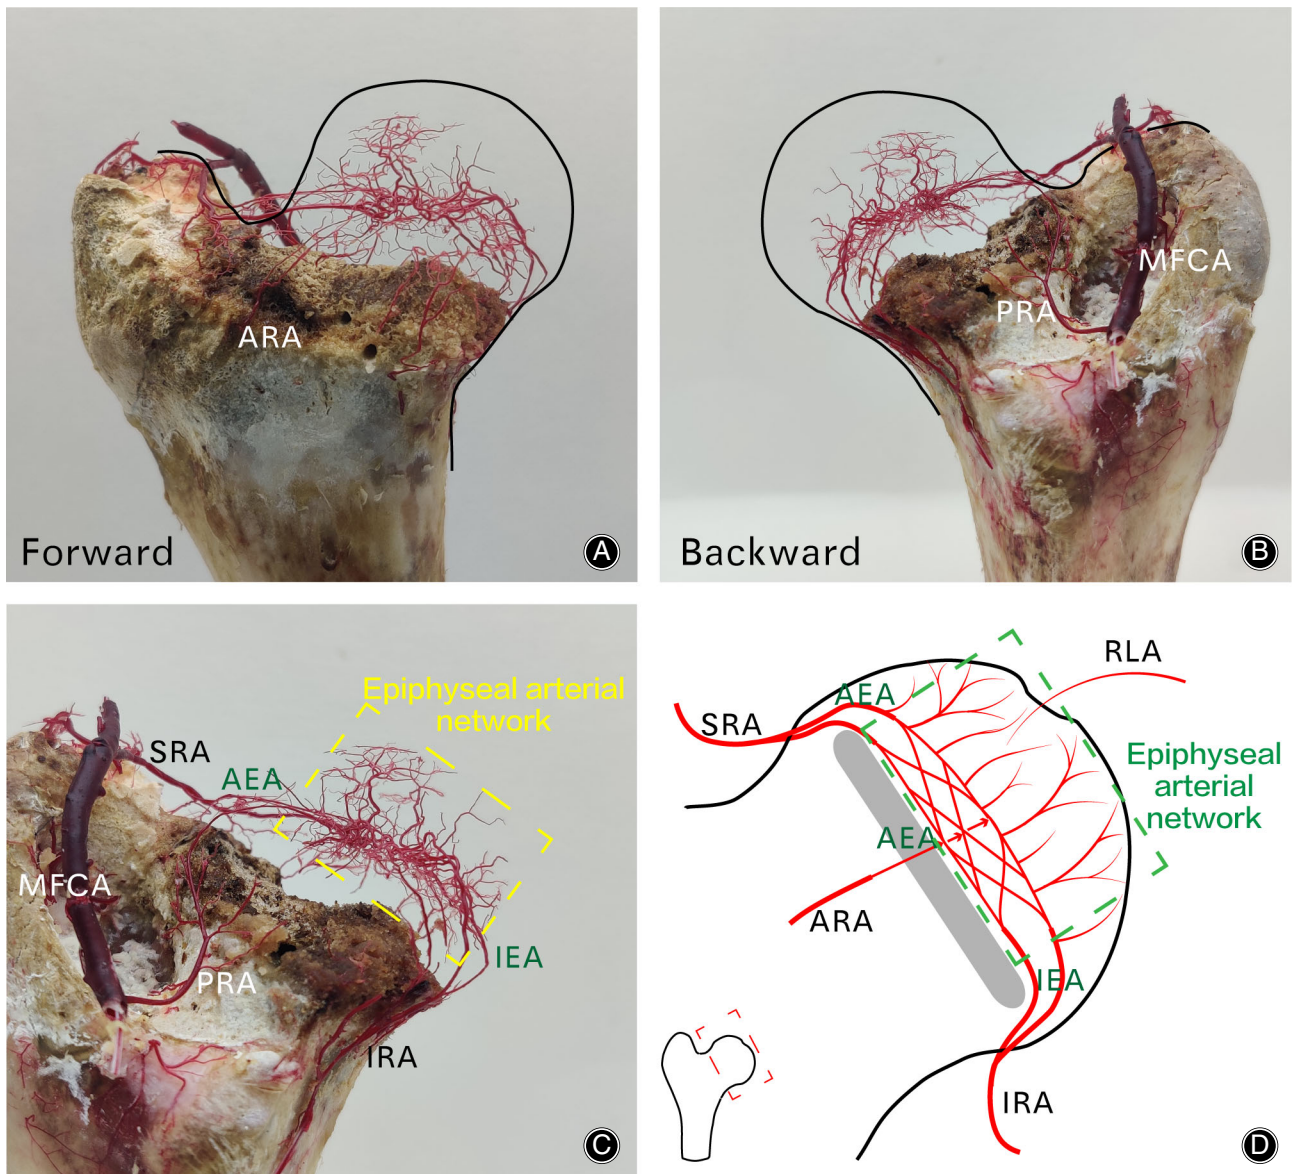 ARA
Forward
A
MFCA
PRA
Backward
B
Epiphyseal arterial
network
SRA
AEA
MFCA
IEA
PRA
IRA
C
RLA
AEA
SRA
Epiphyseal
arterial
network
AEA
ARA
IEA
IRA
D